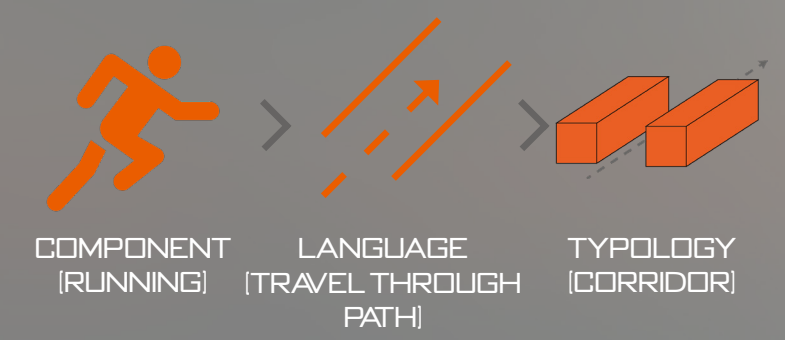 COMPONENT
(RUNNING)
LANGUAGE
(TRAVEL THROUGH
PATH)
TYPOLOGY
(CORRIDOR)